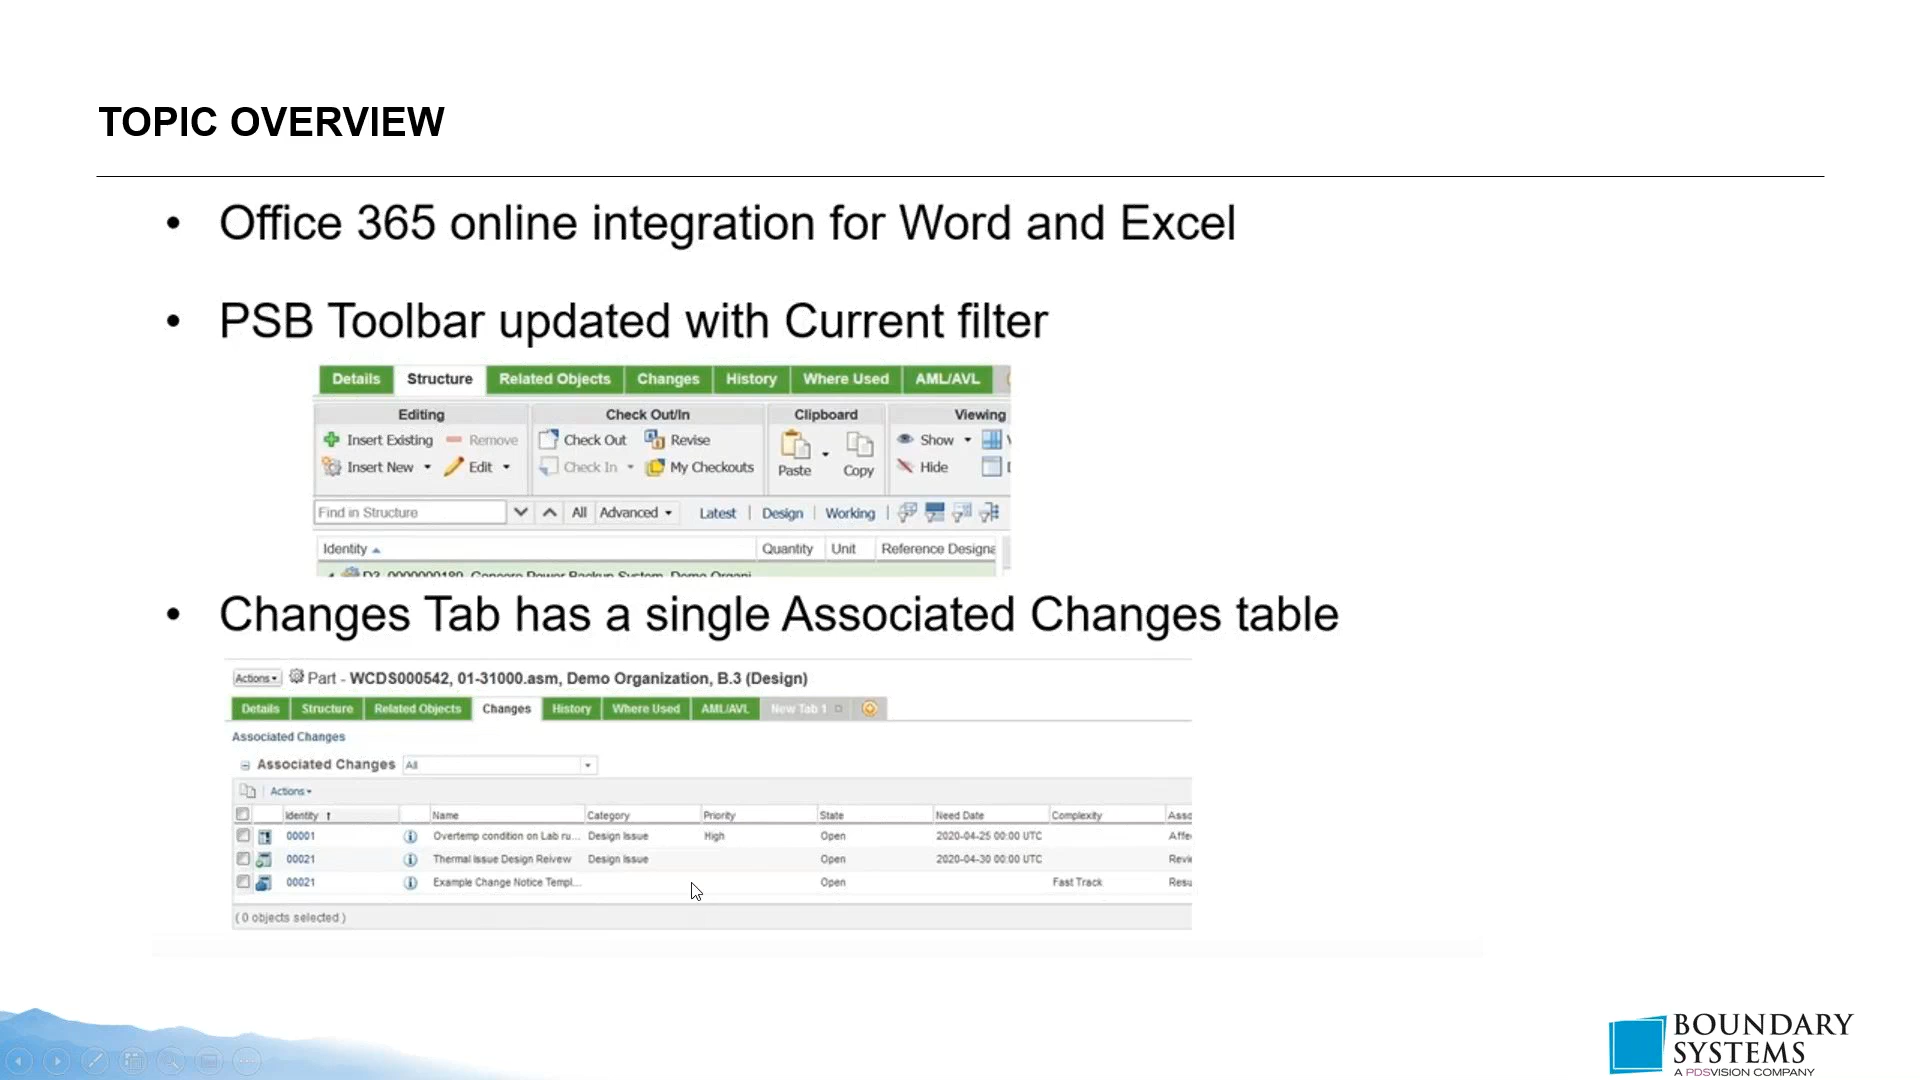 TOPIC OVERVIEW
• Office 365 online integration for Word and Excel
• PSB Toolbar updated with Current filter
Details Structure Related Objects Changes History Where Used AML/AVL
Editing Check Out/In Clipboard Viewing
Insert Existing Remove Check Out Revise Show
Insert New Edit Check In My Checkouts Paste Copy Hide
Find in Structure All Advanced Latest | Design | Working |
Identity Quantity Unit Reference Designa
• Changes Tab has a single Associated Changes table
Actions Part - WCDS000542, 01-31000.asm, Demo Organization, B.3 (Design)
Details Structure Related Objects Changes History Where Used AML/AVL New Tab 1
Associated Changes
Associated Changes All
Actions
Identity Name Category Priority State Need Date Complexity Assc
00001 Overtemp condition on Lab ru... Design Issue High Open 2020-04-25 00:00 UTC Affe
00021 Thermal Issue Design Reivew Design Issue Open 2020-04-30 00:00 UTC Revie
00021 Example Change Notice Templ... Open Fast Track Resu
( 0 objects selected )
BOUNDARY
SYSTEMS
A PDSVISION COMPANY